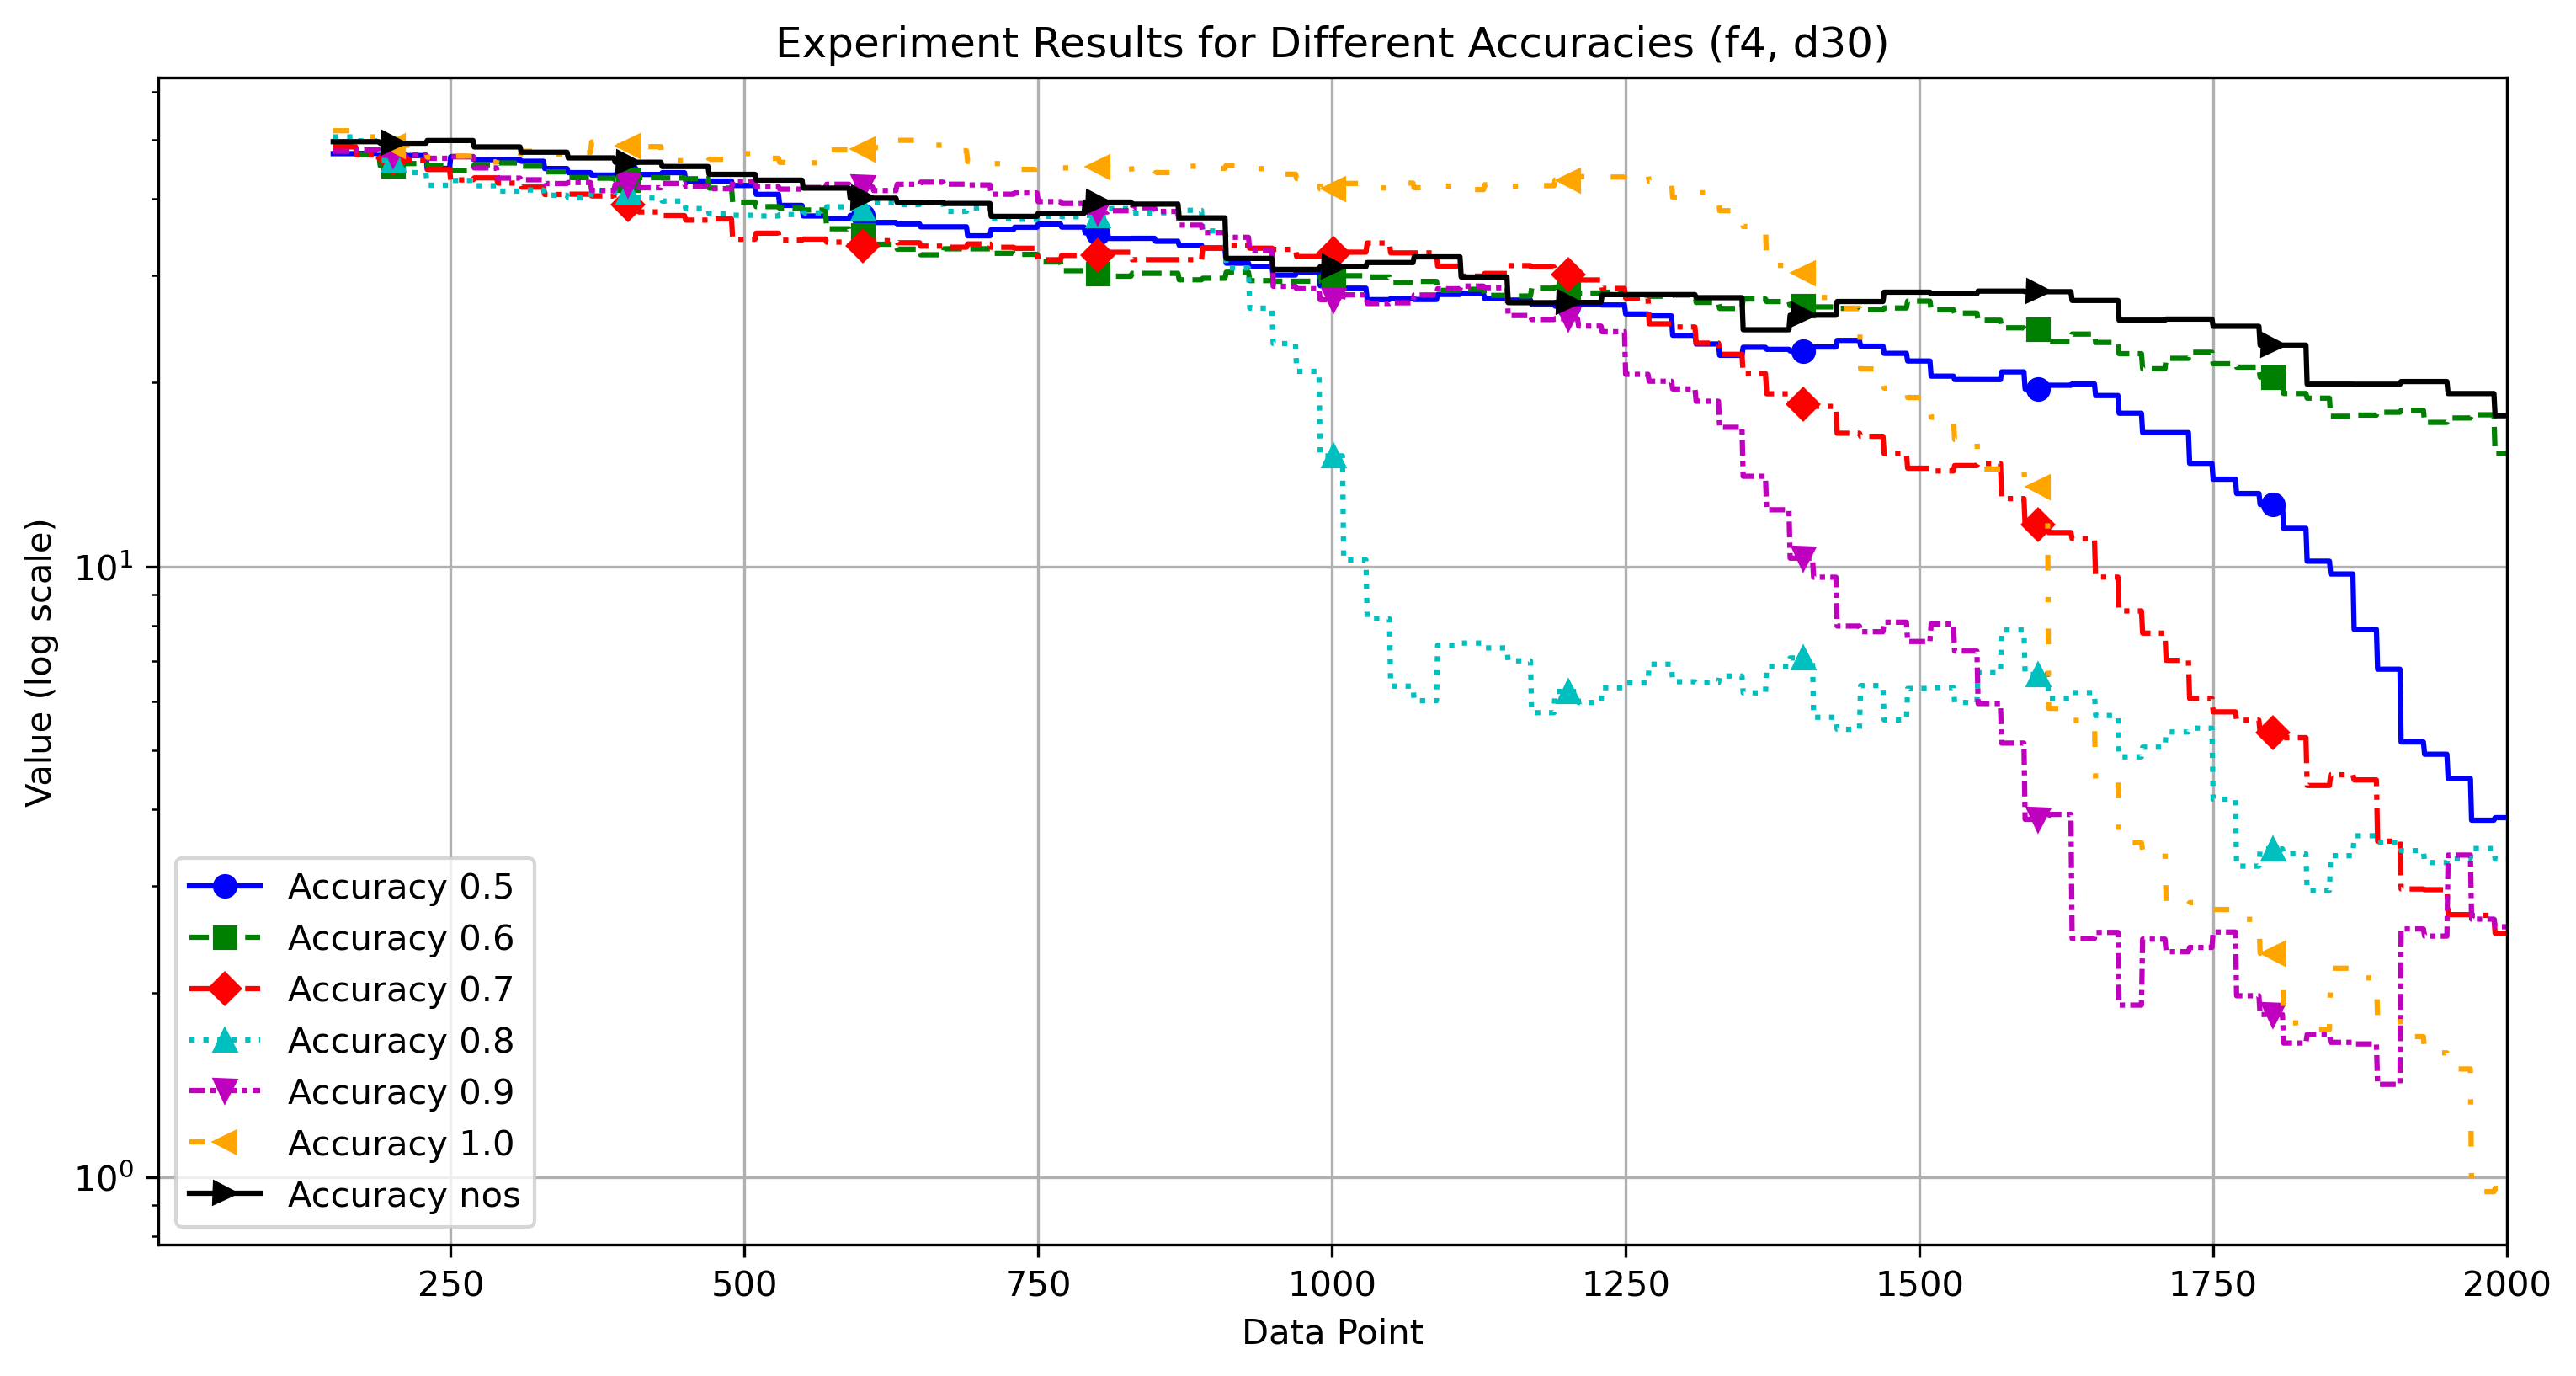 Experiment Results for Different Accuracies (f4, d30)
Value (log scale)
10¹
10⁰
Accuracy 0.5
Accuracy 0.6
Accuracy 0.7
Accuracy 0.8
Accuracy 0.9
Accuracy 1.0
Accuracy nos
250 500 750 1000 1250 1500 1750 2000
Data Point